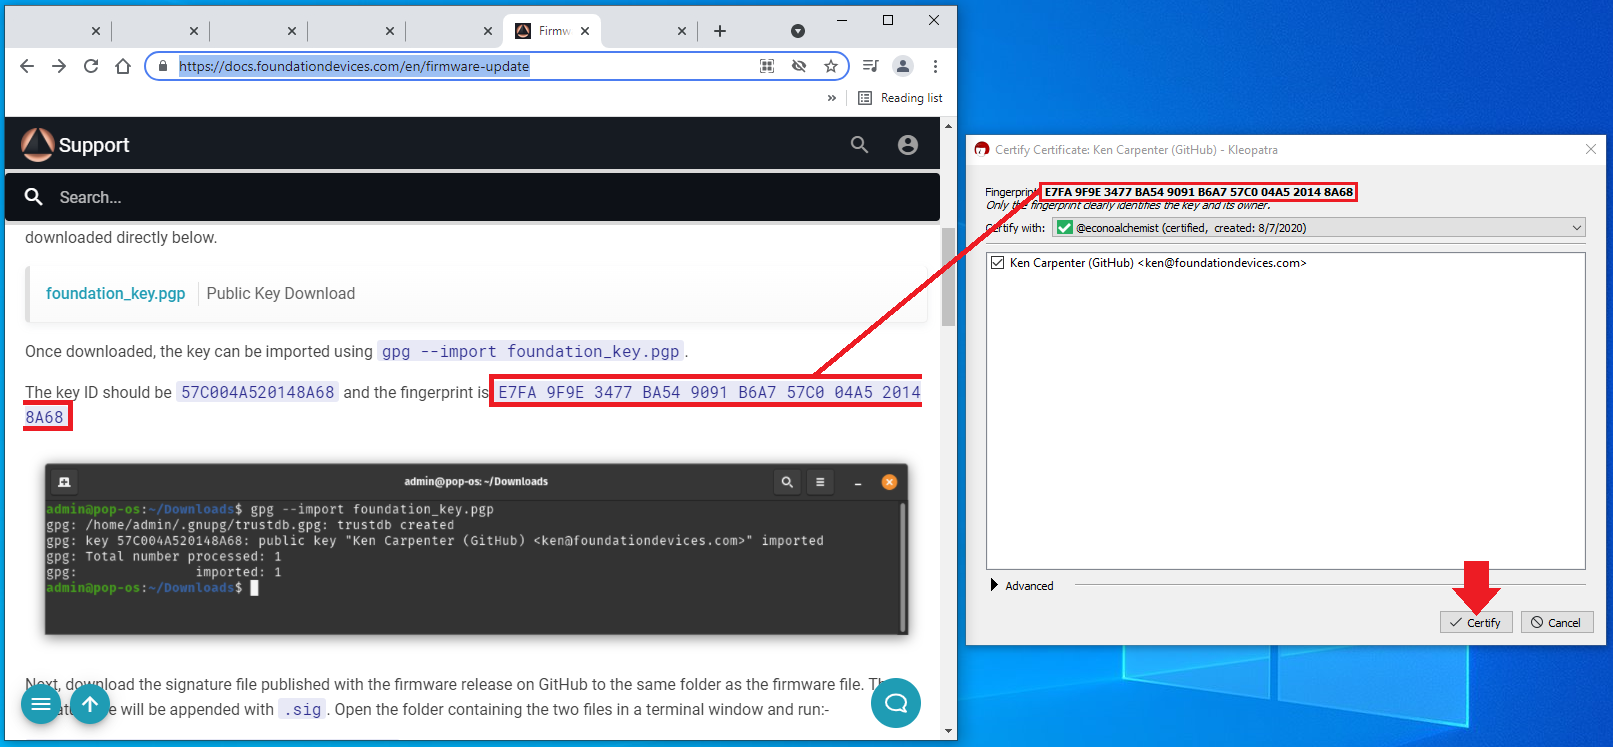 Firmw
https://docs.foundationdevices.com/en/firmware-update
Reading list
Support
Search...
downloaded directly below.
foundation_key.pgp Public Key Download
Once downloaded, the key can be imported using gpg --import foundation_key.pgp.
The key ID should be 57C004A520148A68 and the fingerprint is E7FA 9F9E 3477 BA54 9091 B6A7 57C0 04A5 2014
8A68
admin@pop-os: ~/Downloads
admin@pop-os:~/Downloads$ gpg --import foundation_key.pgp
gpg: /home/admin/.gnupg/trustdb.gpg: trustdb created
gpg: key 57C004A520148A68: public key "Ken Carpenter (GitHub) <ken@foundationdevices.com>" imported
gpg: Total number processed: 1
gpg: imported: 1
admin@pop-os:~/Downloads$
Next, download the signature file published with the firmware release on GitHub to the same folder as the firmware file.
will be appended with .sig. Open the folder containing the two files in a terminal window and run:-
Certify Certificate: Ken Carpenter (GitHub) - Kleopatra
Fingerprint: E7FA 9F9E 3477 BA54 9091 B6A7 57C0 04A5 2014 8A68
Only the fingerprint clearly identifies the key and its owner.
Certify with: @econoalchemist (certified, created: 8/7/2020)
Ken Carpenter (GitHub) <ken@foundationdevices.com>
Advanced
Certify Cancel